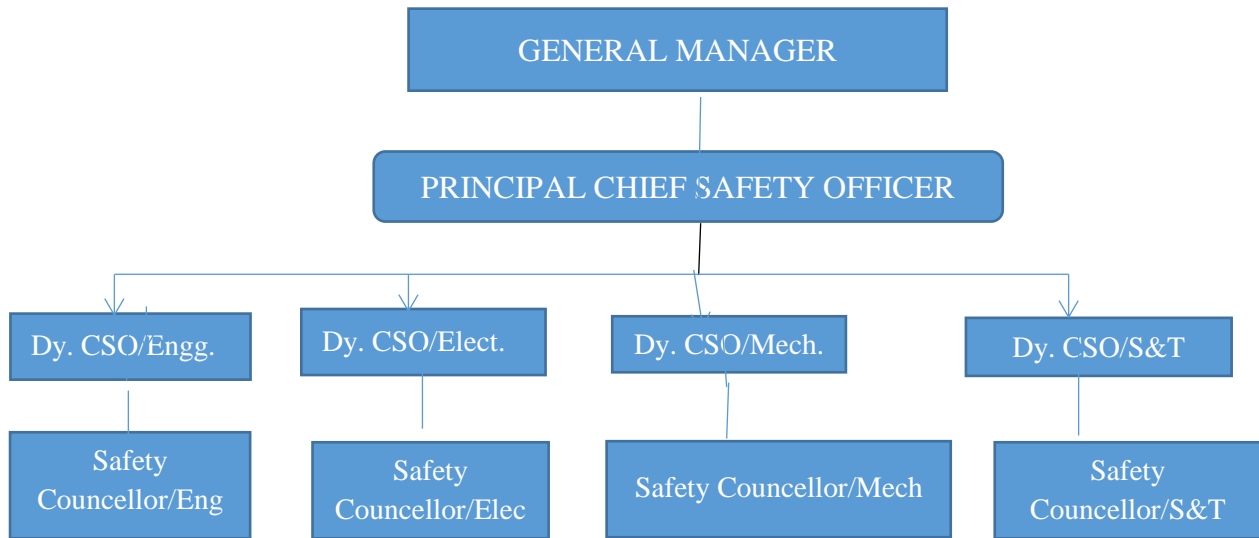 GENERAL MANAGER
PRINCIPAL CHIEF SAFETY OFFICER
Dy. CSO/Engg.
Dy. CSO/Elect.
Dy. CSO/Mech.
Dy. CSO/S&T
Safety
Councellor/Eng
Safety
Councellor/Elec
Safety Councellor/Mech
Safety
Councellor/S&T